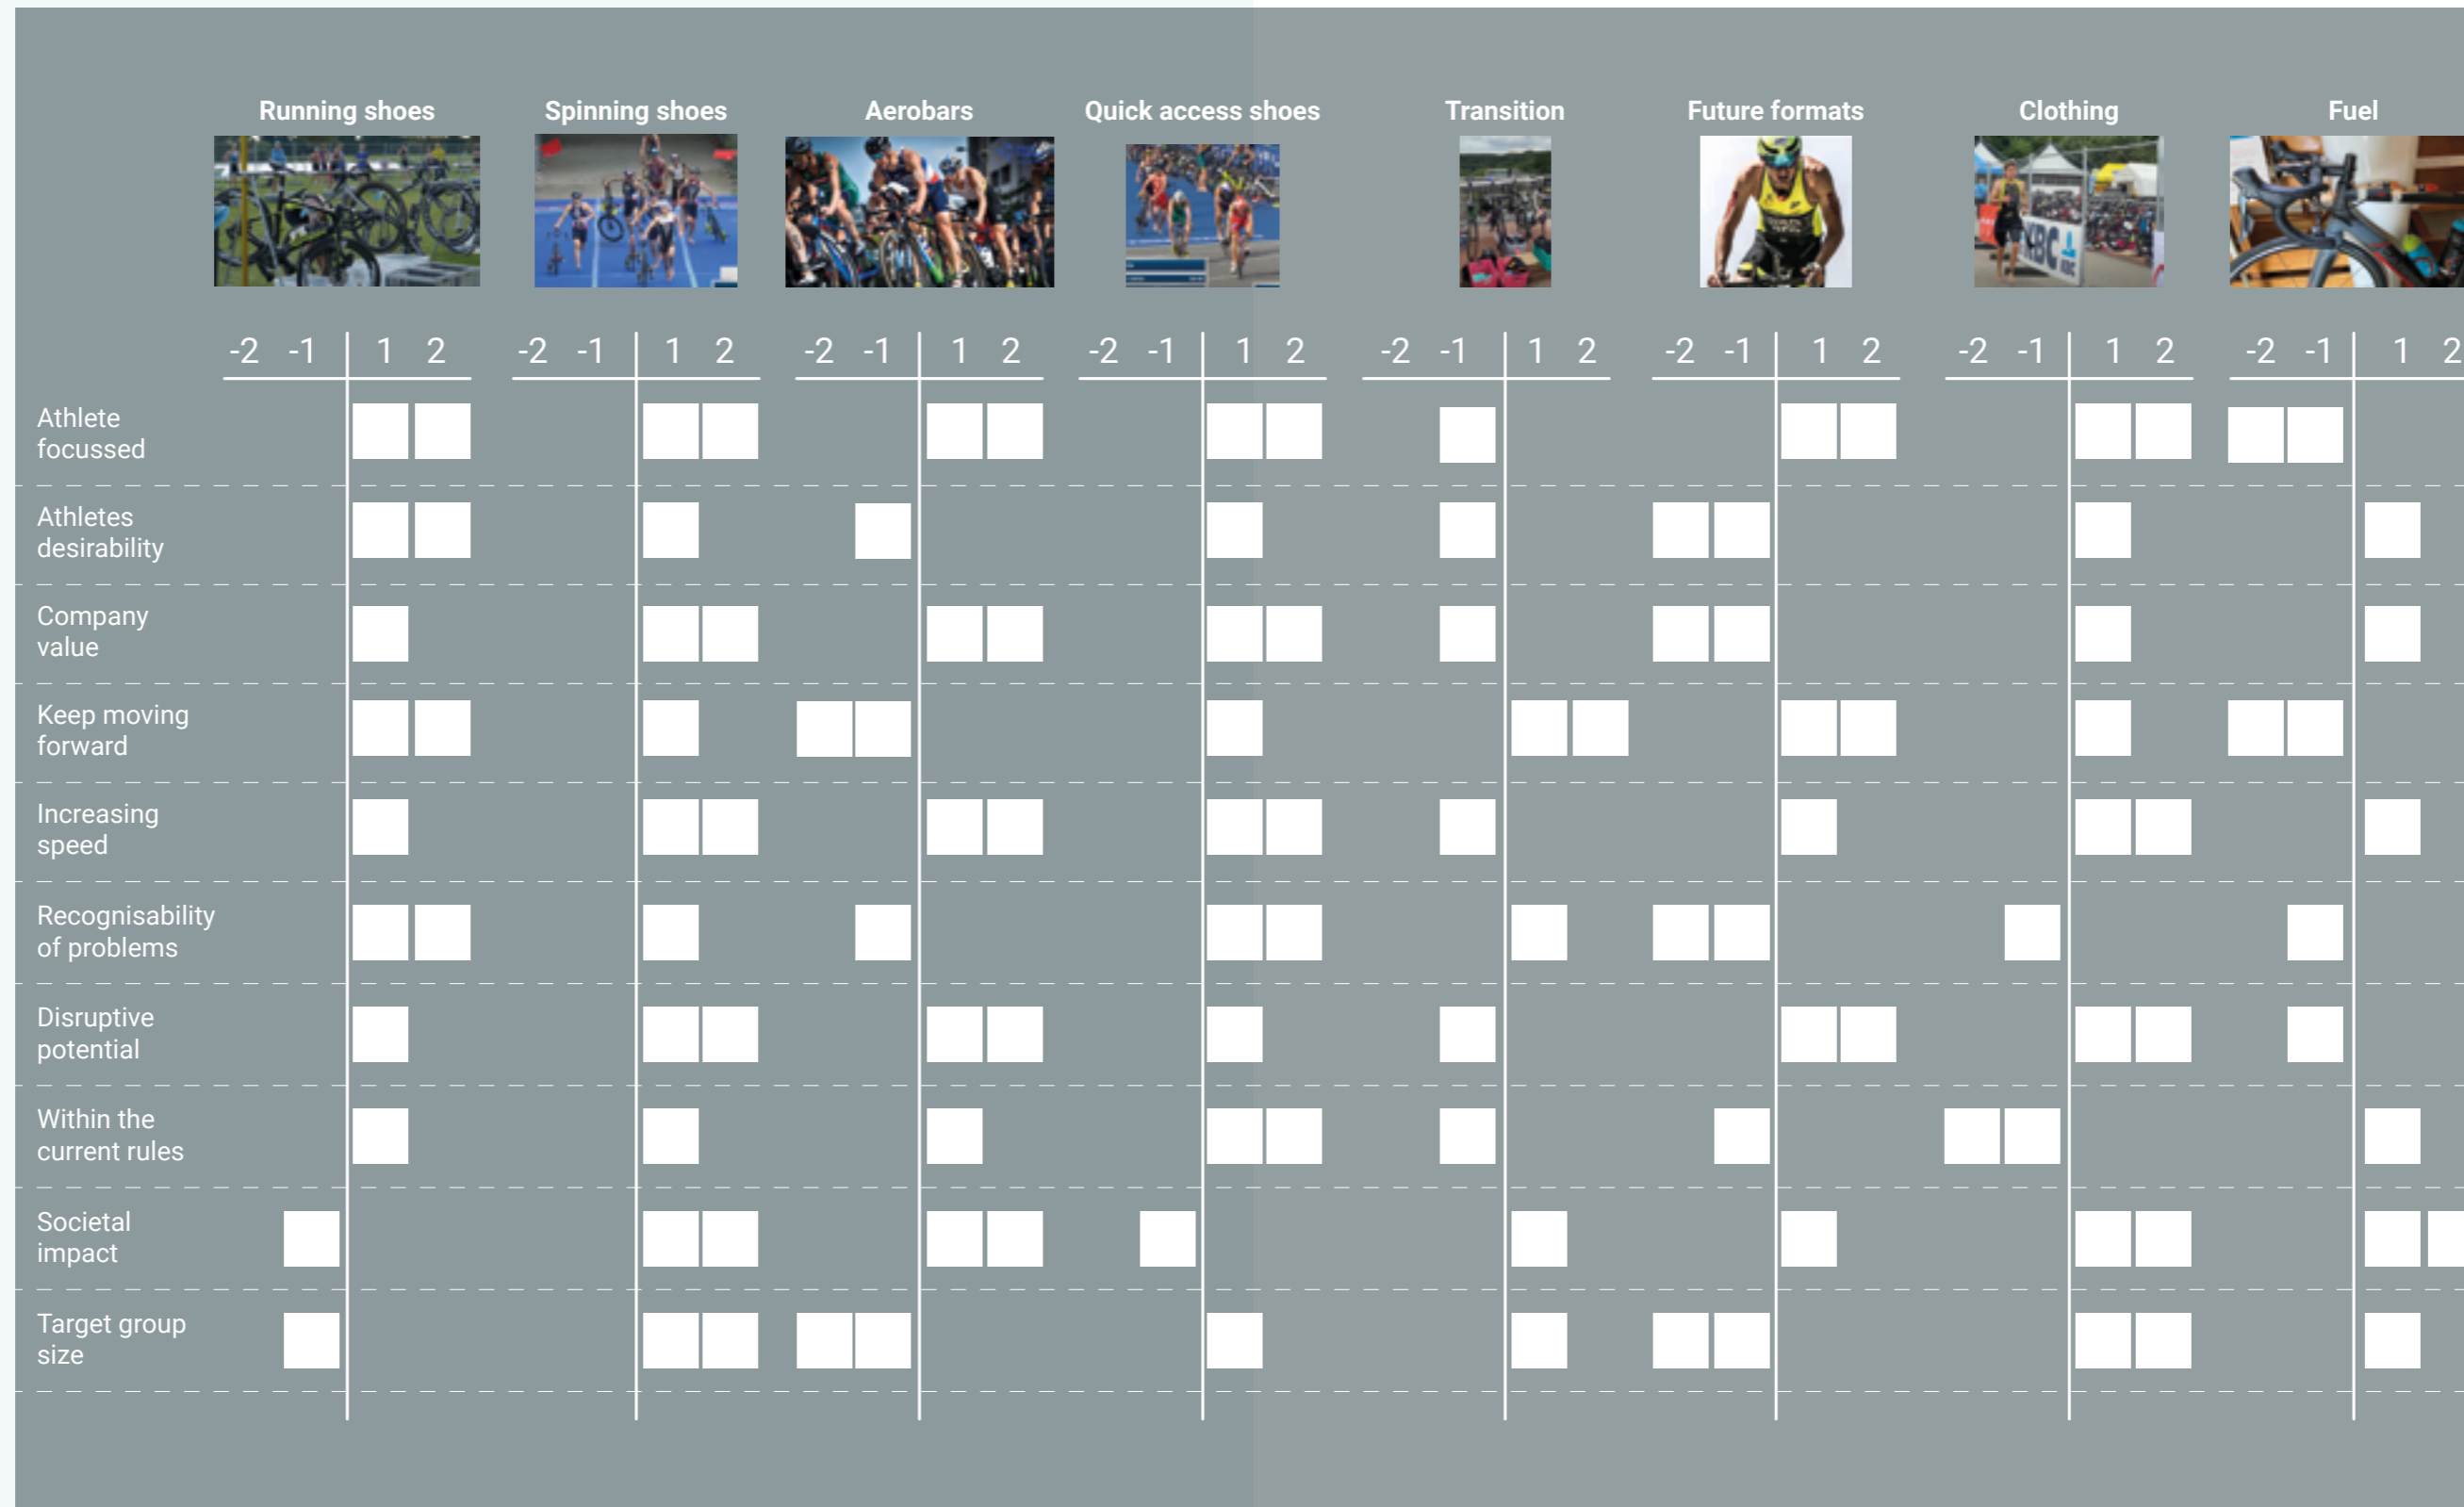 Running shoes
Spinning shoes
Aerobars
Quick access shoes
Transition
Future formats
Clothing
Fuel
KBC
-2 -1 1 2
-2 -1 1 2
-2 -1 1 2
-2 -1 1 2
-2 -1 1 2
-2 -1 1 2
-2 -1 1 2
-2 -1 1 2
Athlete
focussed
Athletes
desirability
Company
value
Keep moving
forward
Increasing
speed
Recognisability
of problems
Disruptive
potential
Within the
current rules
Societal
impact
Target group
size